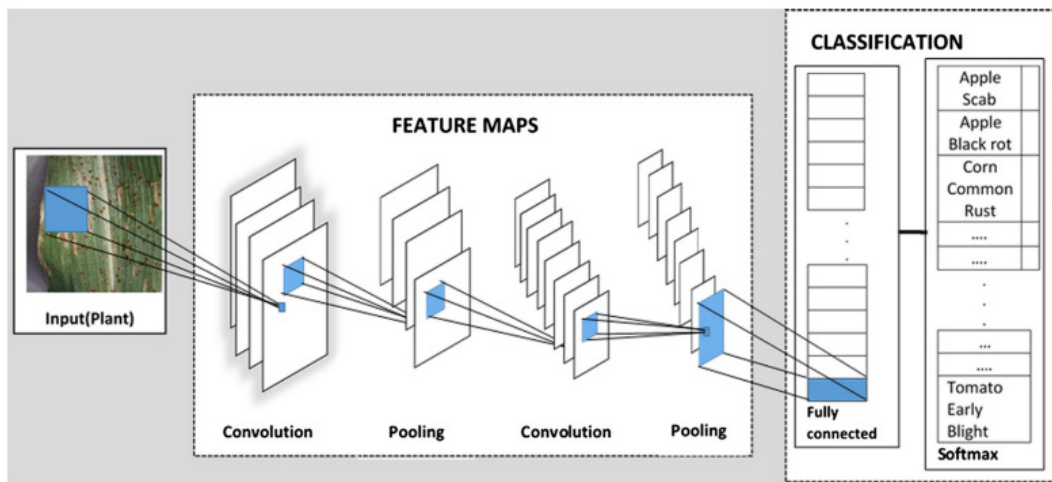 CLASSIFICATION
FEATURE MAPS
Input(Plant)
Convolution
Pooling
Convolution
Pooling
Fully
connected
Apple
Scab
Apple
Black rot
Corn
Common
Rust
....
....
...
....
Tomato
Early
Blight
Softmax